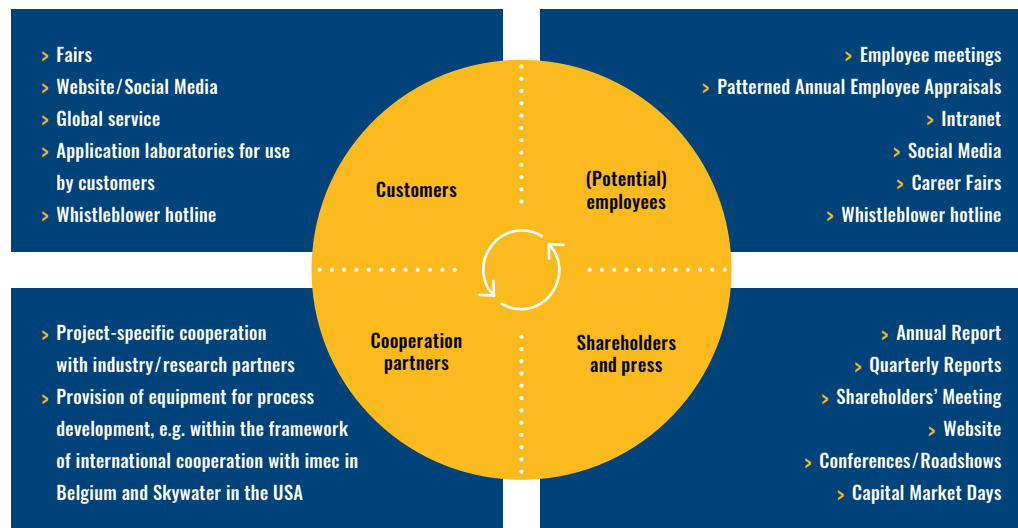 > Fairs
> Website/Social Media
> Global service
> Application laboratories for use
by customers
> Whistleblower hotline
> Employee meetings
> Patterned Annual Employee Appraisals
> Intranet
> Social Media
> Career Fairs
> Whistleblower hotline
Customers
(Potential)
employees
Cooperation
partners
Shareholders
and press
> Project-specific cooperation
with industry/research partners
> Provision of equipment for process
development, e.g. within the framework
of international cooperation with imec in
Belgium and Skywater in the USA
> Annual Report
> Quarterly Reports
> Shareholders’ Meeting
> Website
> Conferences/Roadshows
> Capital Market Days